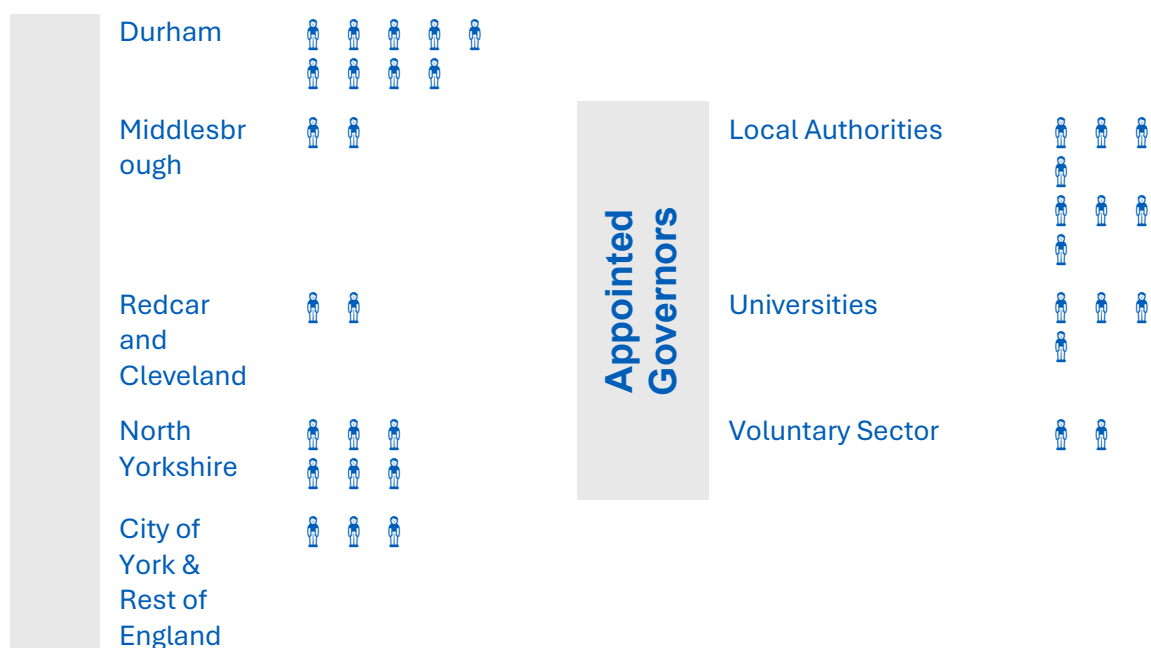 Durham
Middlesbr
ough
Redcar
and
Cleveland
North
Yorkshire
City of
York &
Rest of
England
Appointed
Governors
Local Authorities
Universities
Voluntary Sector